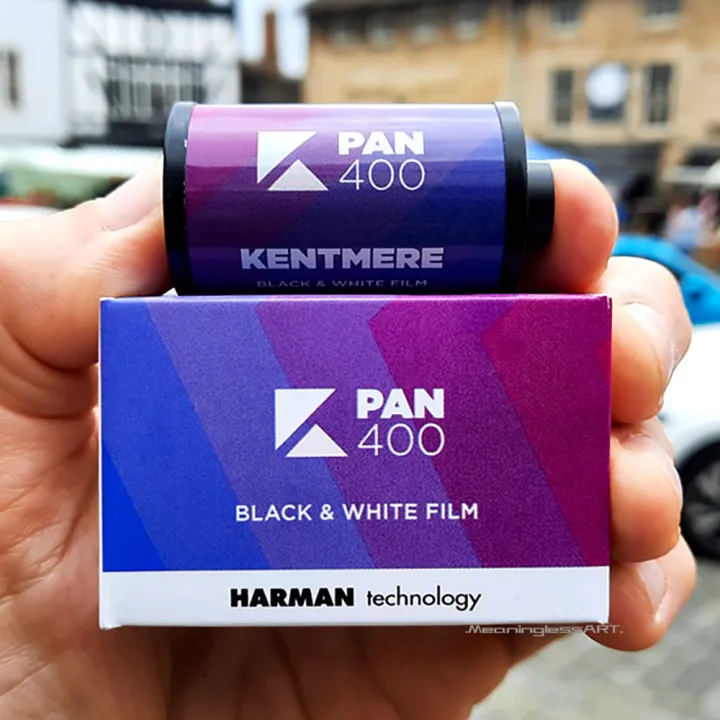 PAN
400
KENTMERE
BLACK & WHITE FILM
PAN
400
BLACK & WHITE FILM
HARMAN technology
.MeaninglessART.